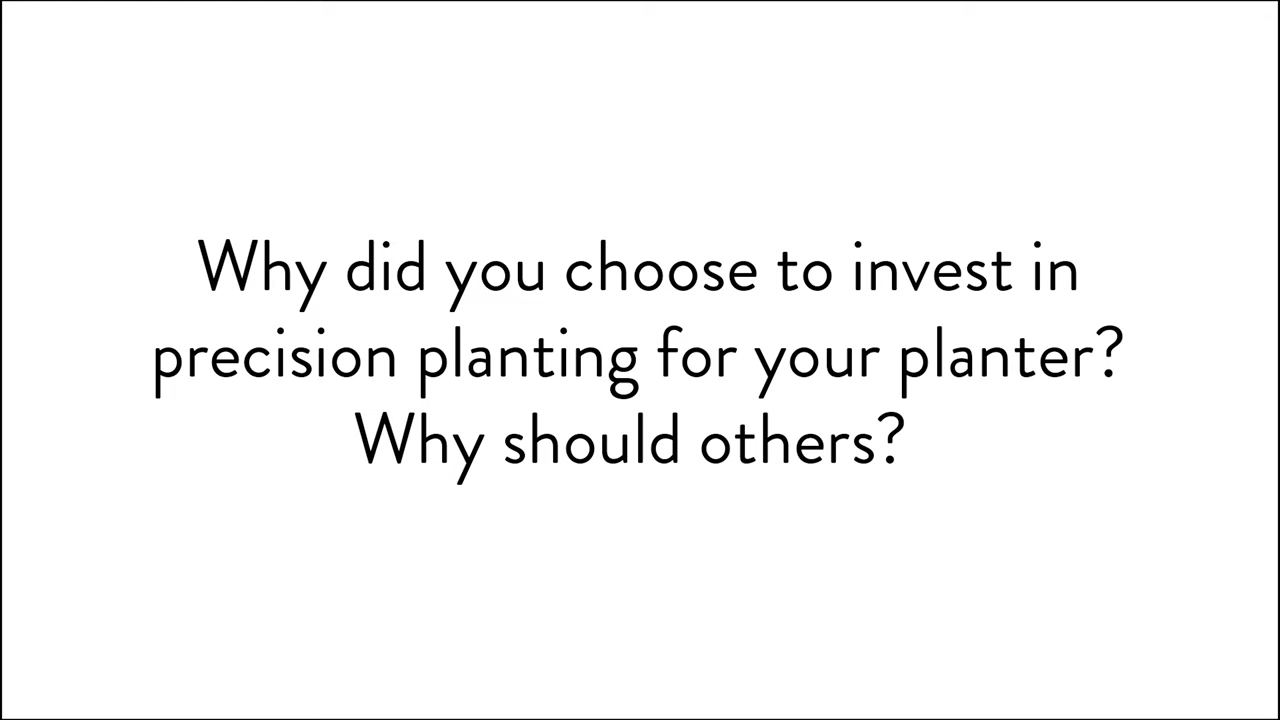 Why did you choose to invest in
precision planting for your planter?
Why should others?